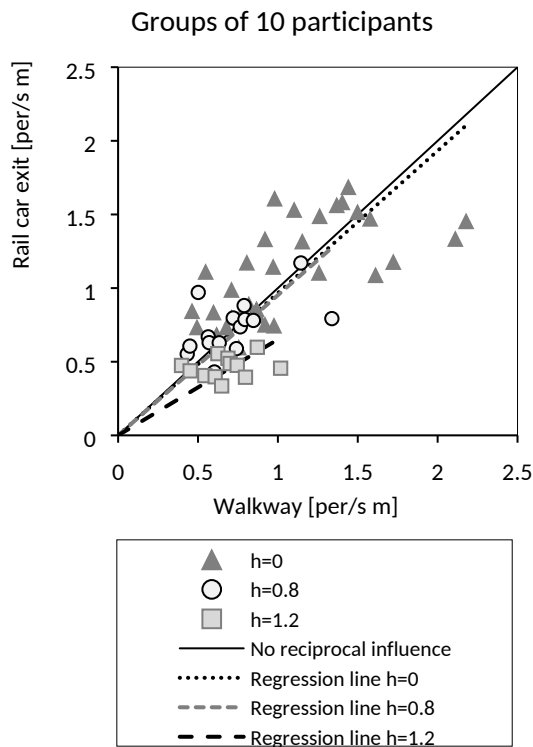 Groups of 10 participants
Rail car exit [per/s m]
2.5
2
1.5
1
0.5
0
0 0.5 1 1.5 2 2.5
Walkway [per/s m]
h=0
h=0.8
h=1.2
No reciprocal influence
Regression line h=0
Regression line h=0.8
Regression line h=1.2